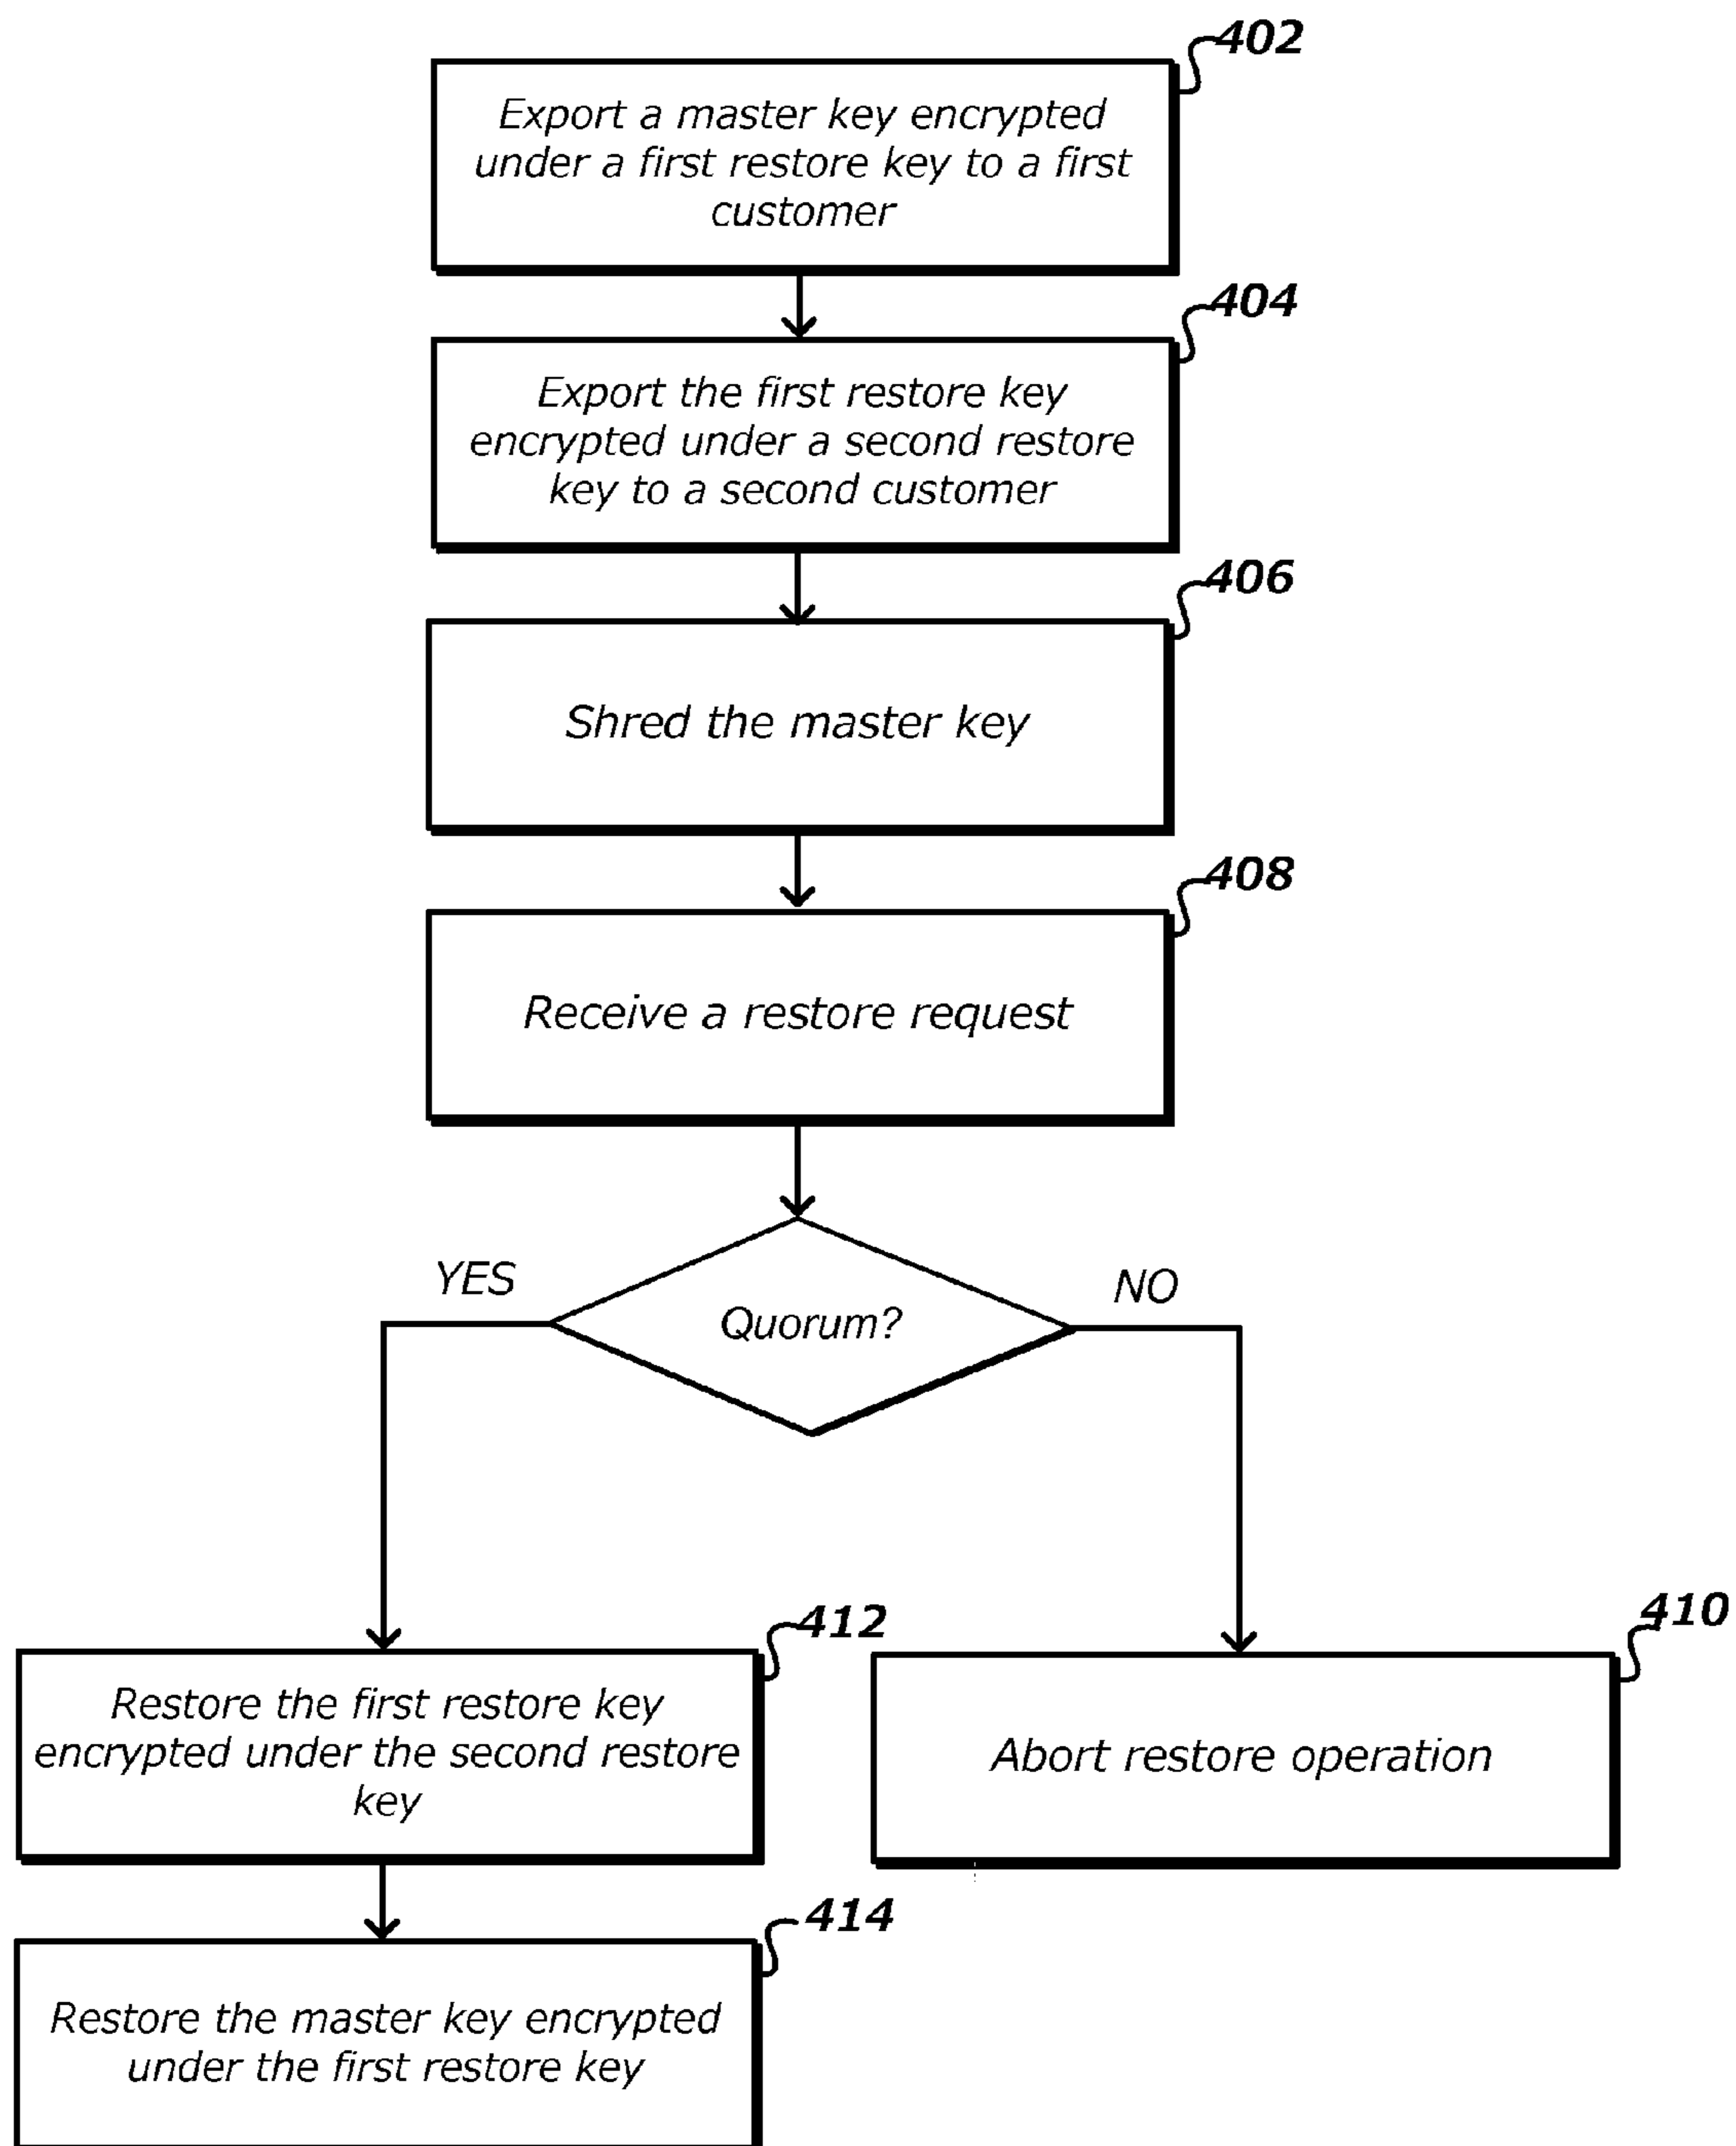 402
Export a master key encrypted
under a first restore key to a first
customer
404
Export the first restore key
encrypted under a second restore
key to a second customer
406
Shred the master key
408
Receive a restore request
YES
Quorum?
NO
412
Restore the first restore key
encrypted under the second restore
key
410
Abort restore operation
414
Restore the master key encrypted
under the first restore key